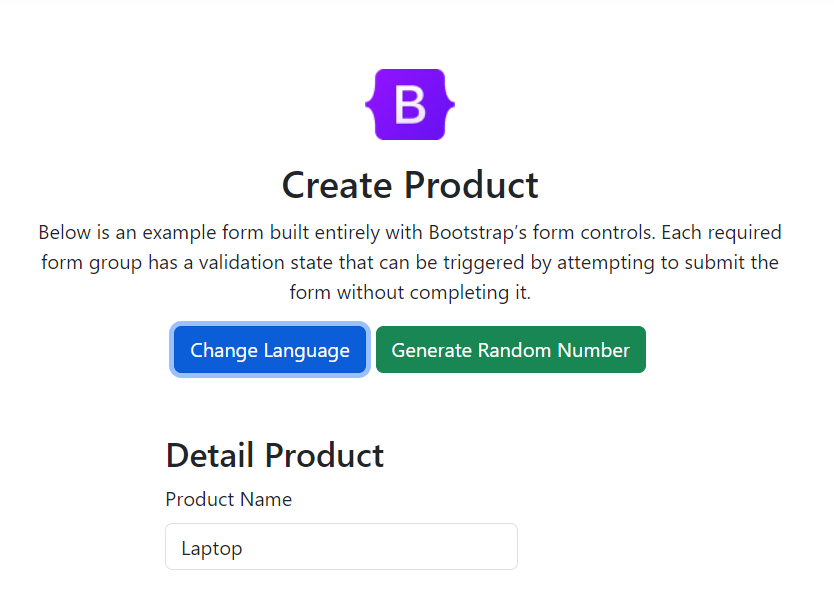 B
Create Product
Below is an example form built entirely with Bootstrap’s form controls. Each required
form group has a validation state that can be triggered by attempting to submit the
form without completing it.
Change Language Generate Random Number
Detail Product
Product Name
Laptop